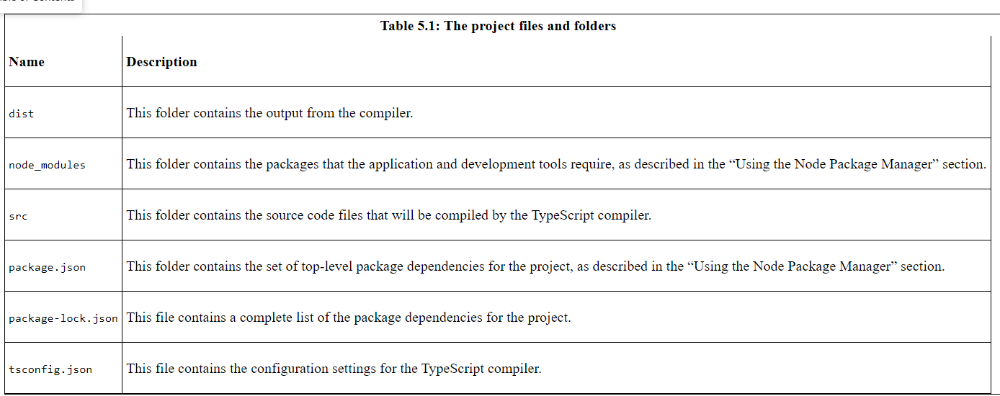 Table 5.1: The project files and folders
Name Description
dist This folder contains the output from the compiler.
node_modules This folder contains the packages that the application and development tools require, as described in the “Using the Node Package Manager” section.
src This folder contains the source code files that will be compiled by the TypeScript compiler.
package.json This folder contains the set of top-level package dependencies for the project, as described in the “Using the Node Package Manager” section.
package-lock.json This file contains a complete list of the package dependencies for the project.
tsconfig.json This file contains the configuration settings for the TypeScript compiler.